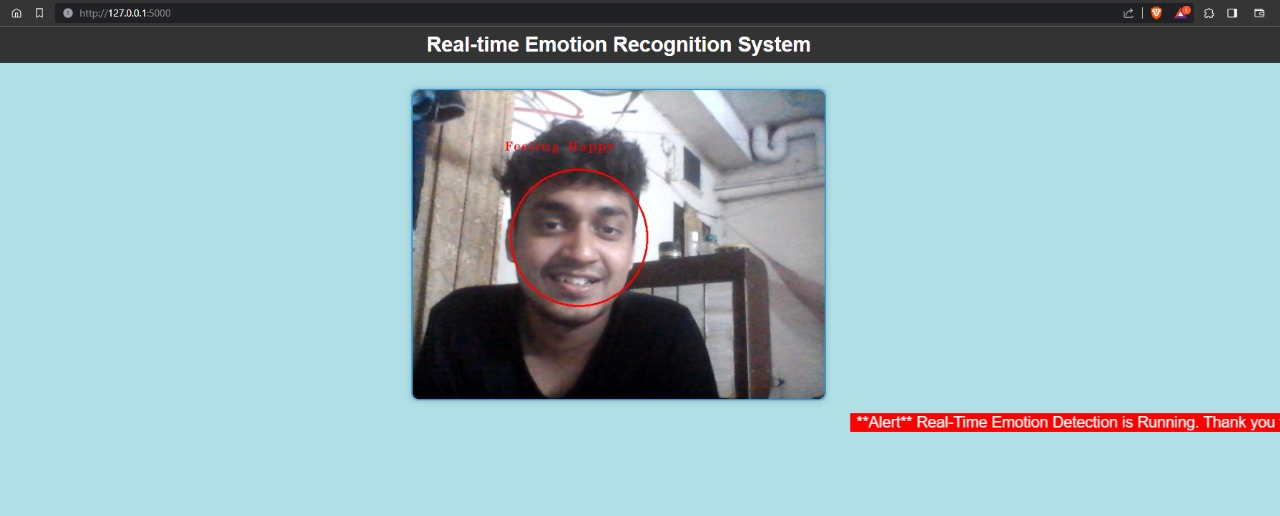 http://127.0.0.1:5000
Real-time Emotion Recognition System
Feeling Happy
**Alert** Real-Time Emotion Detection is Running. Thank you